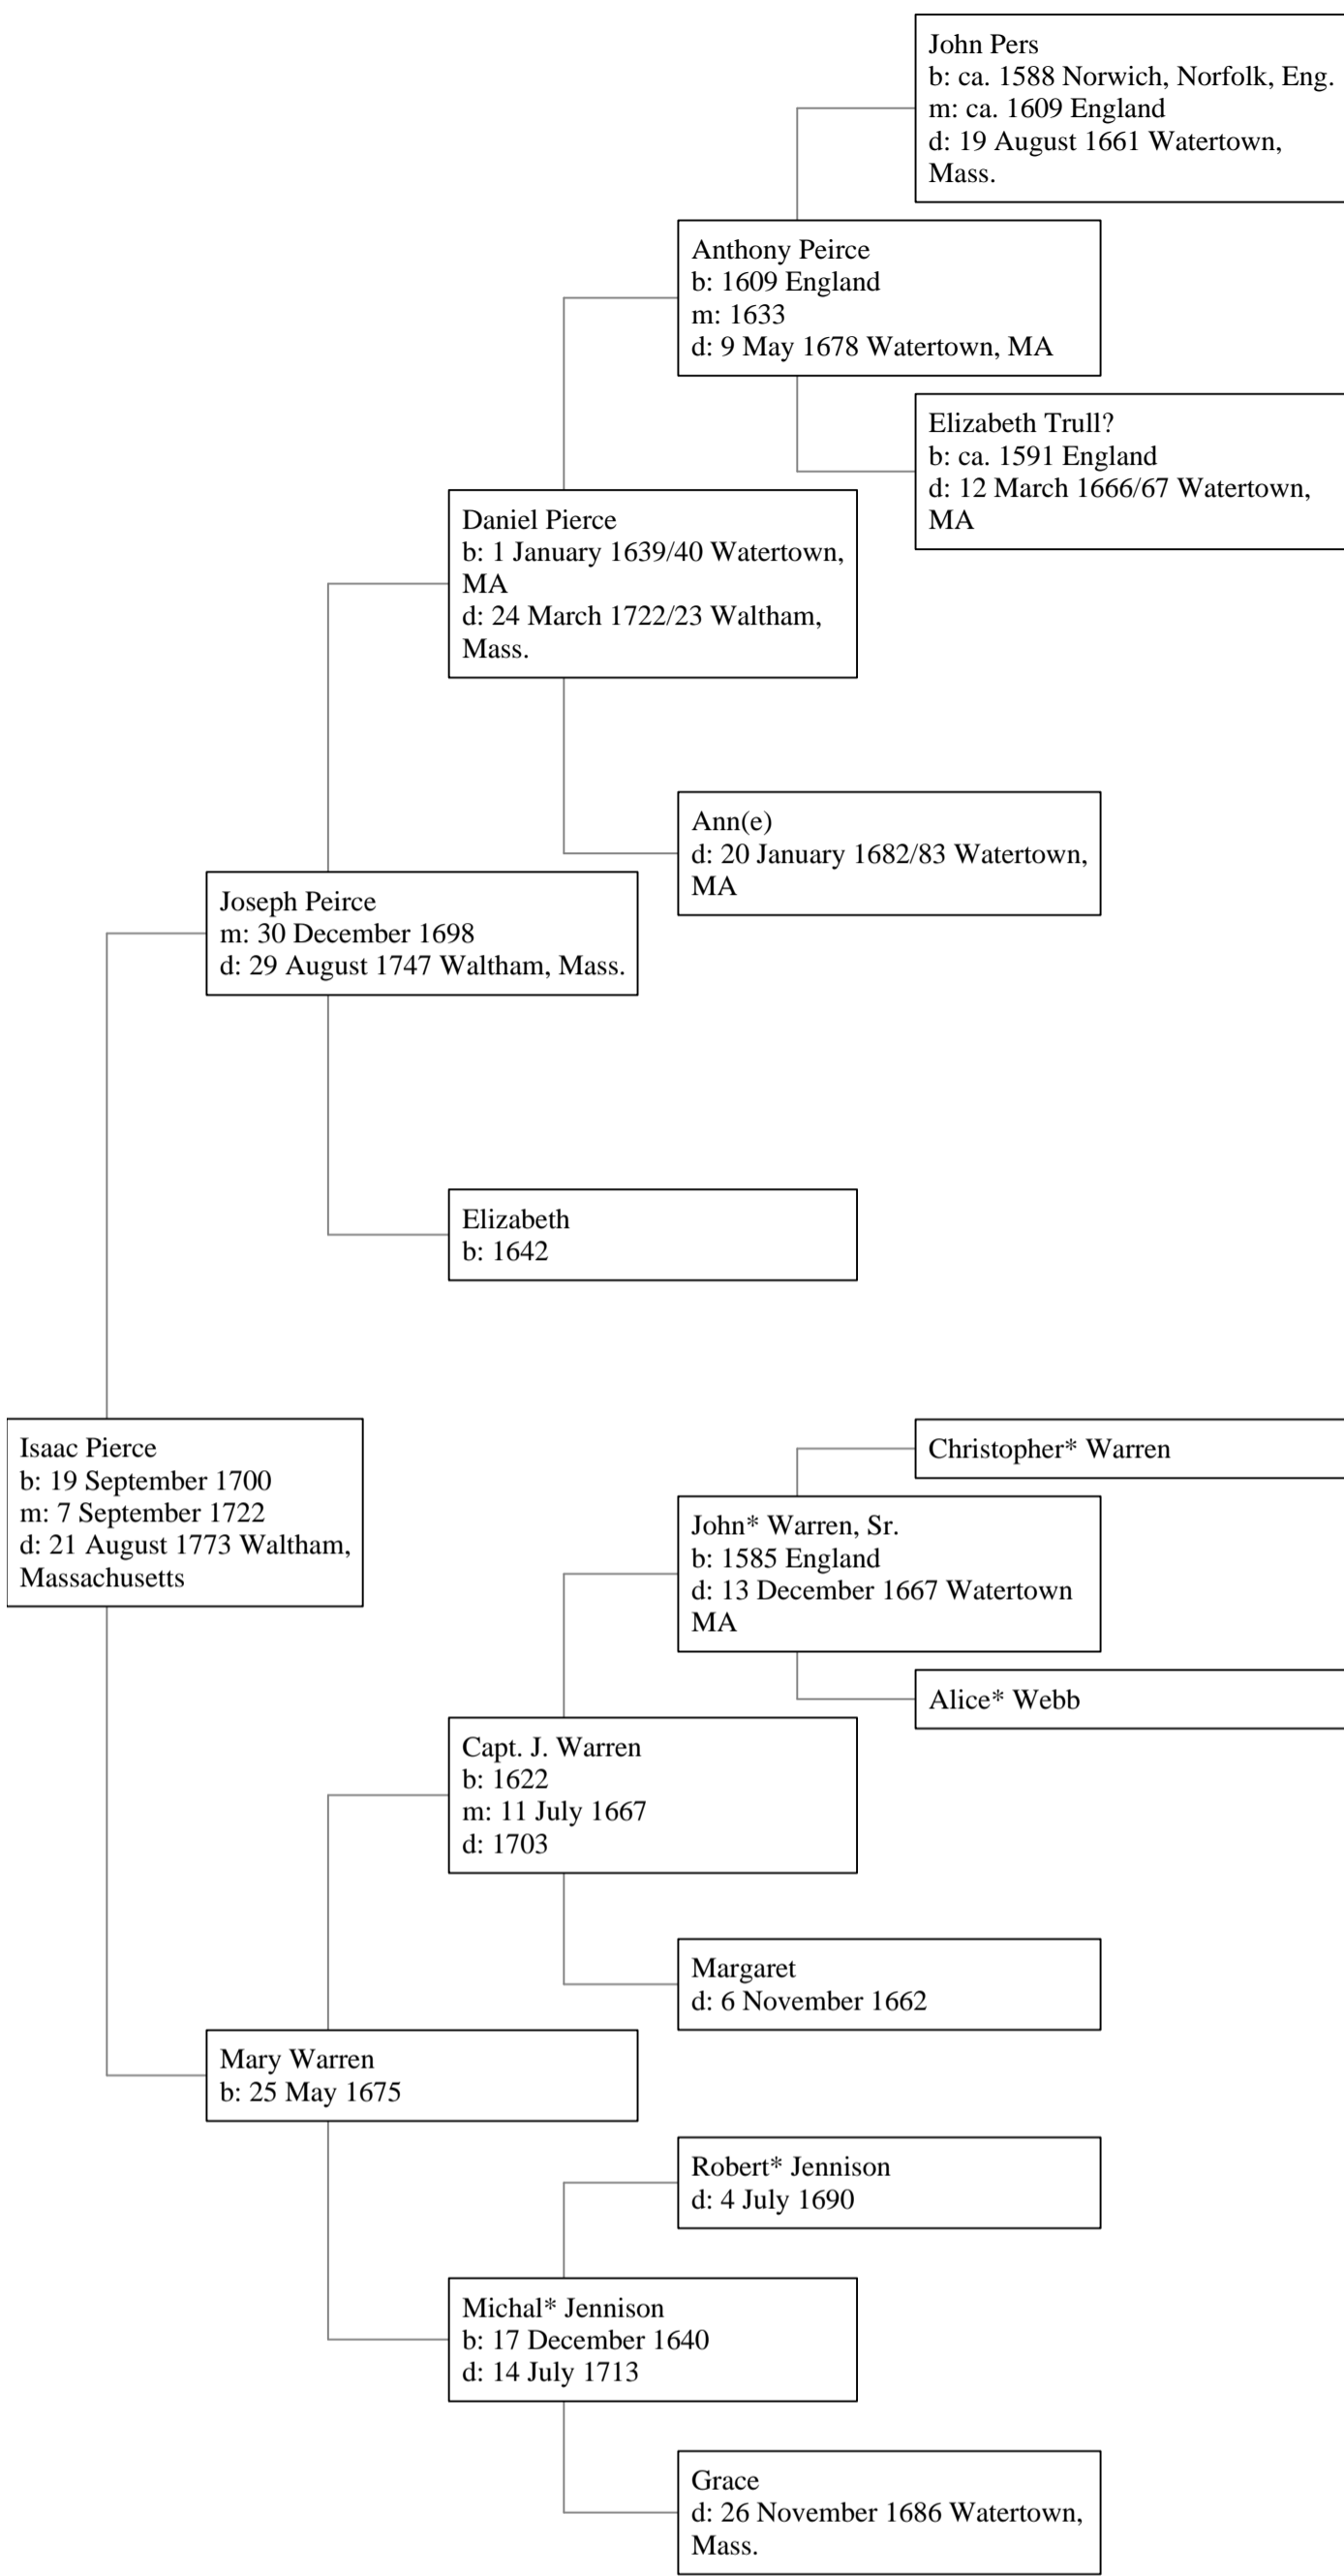 John Pers
b: ca. 1588 Norwich, Norfolk, Eng.
m: ca. 1609 England
d: 19 August 1661 Watertown,
Mass.
Anthony Peirce
b: 1609 England
m: 1633
d: 9 May 1678 Watertown, MA
Elizabeth Trull?
b: ca. 1591 England
d: 12 March 1666/67 Watertown,
MA
Daniel Pierce
b: 1 January 1639/40 Watertown,
MA
d: 24 March 1722/23 Waltham,
Mass.
Ann(e)
d: 20 January 1682/83 Watertown,
MA
Joseph Peirce
m: 30 December 1698
d: 29 August 1747 Waltham, Mass.
Elizabeth
b: 1642
Isaac Pierce
b: 19 September 1700
m: 7 September 1722
d: 21 August 1773 Waltham,
Massachusetts
Christopher* Warren
John* Warren, Sr.
b: 1585 England
d: 13 December 1667 Watertown
MA
Alice* Webb
Capt. J. Warren
b: 1622
m: 11 July 1667
d: 1703
Margaret
d: 6 November 1662
Mary Warren
b: 25 May 1675
Robert* Jennison
d: 4 July 1690
Michal* Jennison
b: 17 December 1640
d: 14 July 1713
Grace
d: 26 November 1686 Watertown,
Mass.